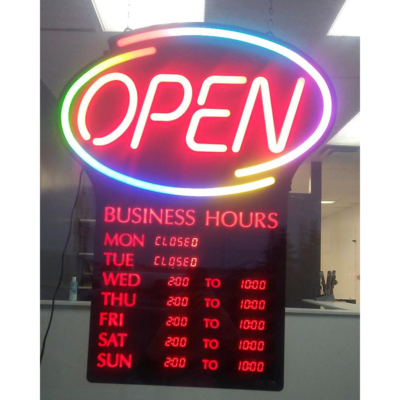 OPEN
BUSINESS HOURS
MON CLOSED
TUE CLOSED
WED 2:00 TO 10:00
THU 2:00 TO 10:00
FRI 2:00 TO 10:00
SAT 2:00 TO 10:00
SUN 2:00 TO 10:00